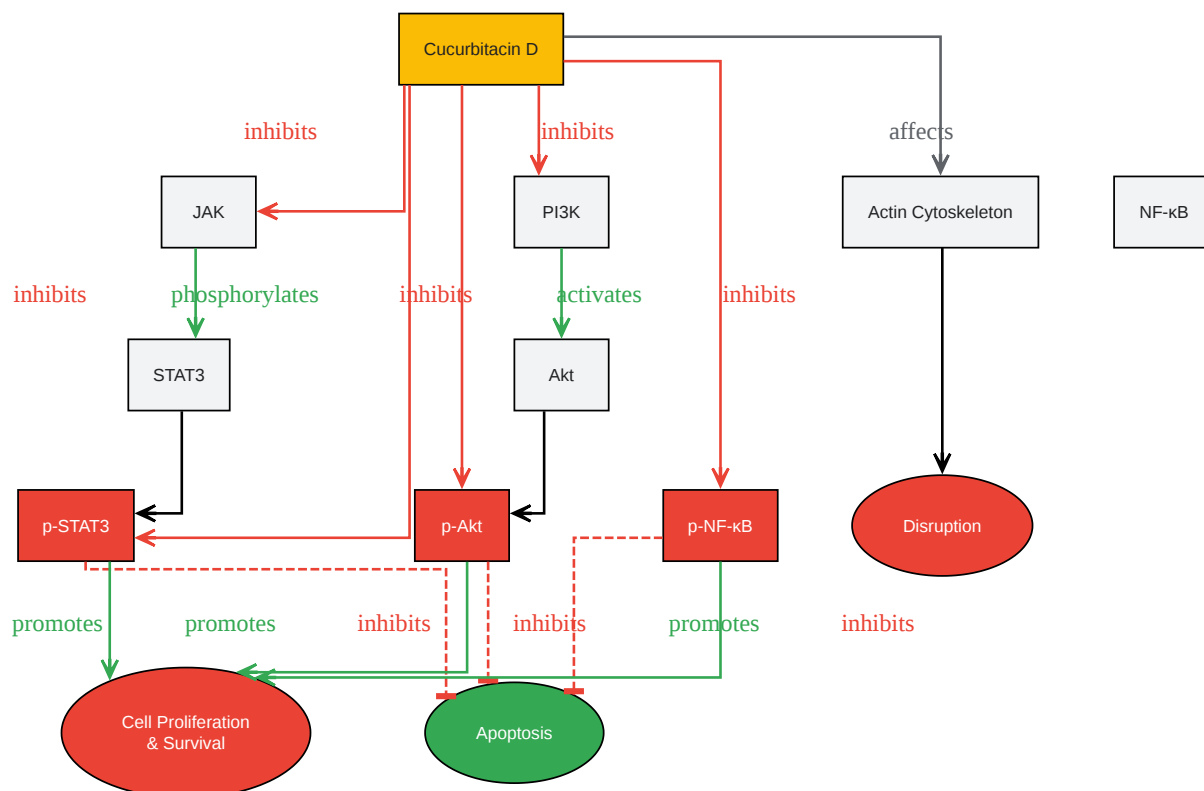 Cucurbitacin D
inhibits
inhibits
affects
JAK
PI3K
Actin Cytoskeleton
NF-κB
inhibits
phosphorylates
inhibits
activates
inhibits
STAT3
Akt
p-STAT3
p-Akt
p-NF-κB
Disruption
promotes
promotes
inhibits
inhibits
promotes
inhibits
Cell Proliferation
& Survival
Apoptosis